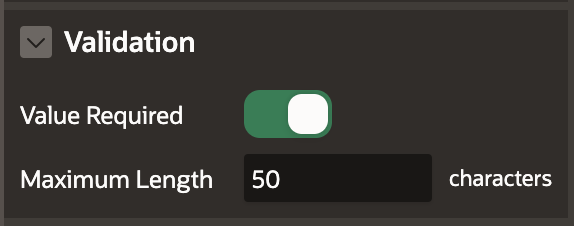 Validation
Value Required
Maximum Length 50 characters